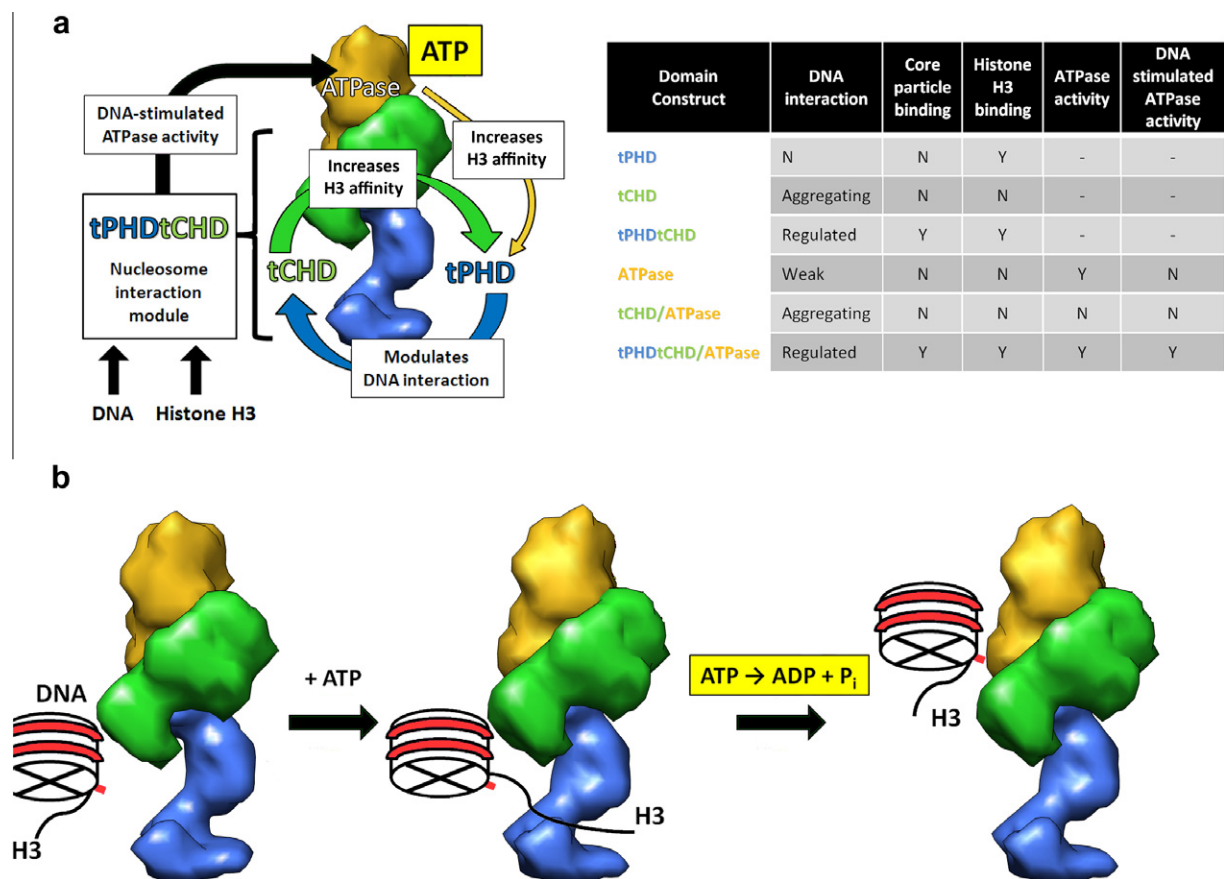 a
ATP
ATPase
DNA-stimulated
ATPase activity
Increases
H3 affinity
Increases
H3 affinity
tPHDtCHD
Nucleosome
interaction
module
tCHD
tPHD
Modulates
DNA interaction
DNA
Histone H3
Domain
Construct
DNA
interaction
Core
particle
binding
Histone
H3
binding
ATPase
activity
DNA
stimulated
ATPase
activity
tPHD N N Y - -
tCHD Aggregating N N - -
tPHDtCHD Regulated Y Y - -
ATPase Weak N N Y N
tCHD/ATPase Aggregating N N N N
tPHDtCHD/ATPase Regulated Y Y Y Y
b
DNA
H3
+ ATP
H3
ATP → ADP + Pi
H3